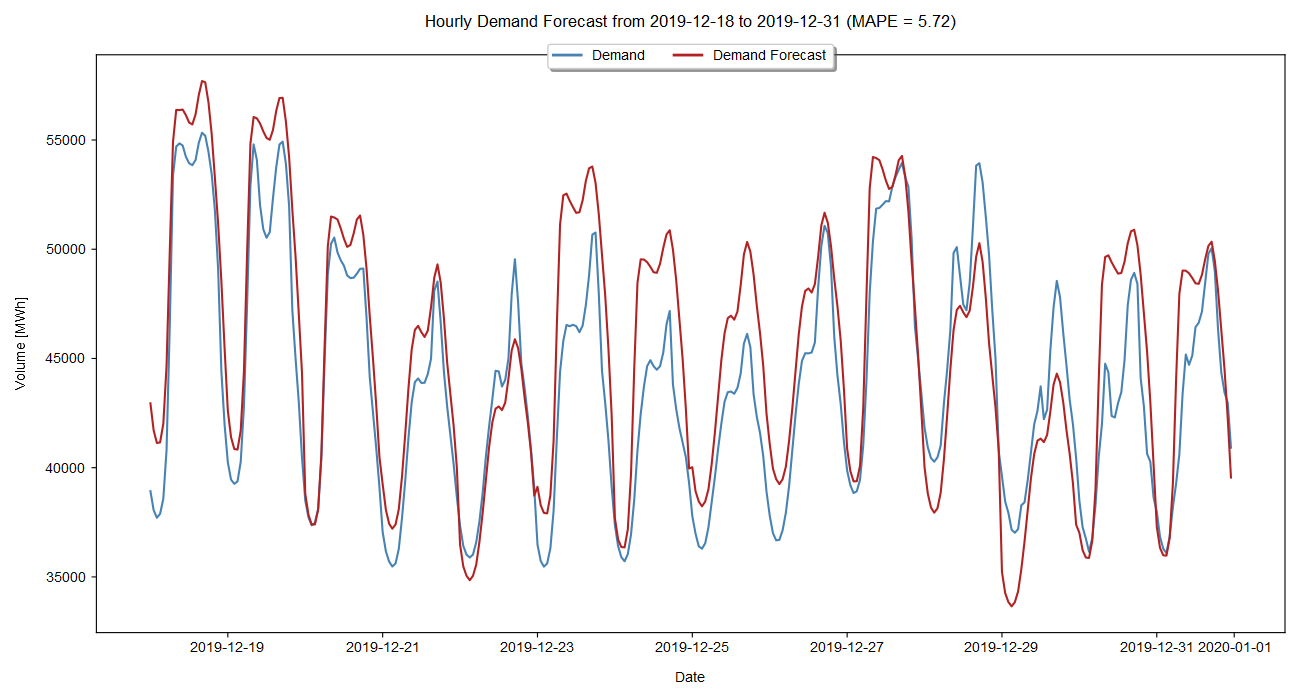 Hourly Demand Forecast from 2019-12-18 to 2019-12-31 (MAPE = 5.72)
Demand Demand Forecast
55000
50000
45000
40000
35000
Volume [MWh]
2019-12-19 2019-12-21 2019-12-23 2019-12-25 2019-12-27 2019-12-29 2019-12-31 2020-01-01
Date